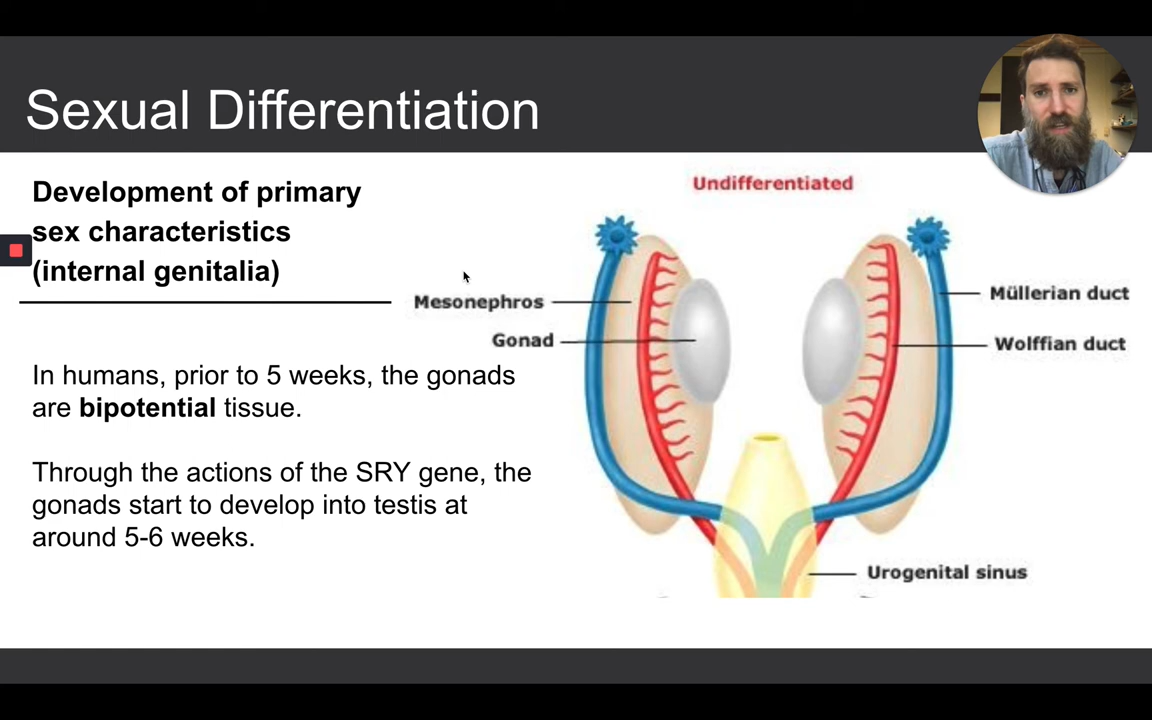 Sexual Differentiation
Development of primary
sex characteristics
(internal genitalia)
In humans, prior to 5 weeks, the gonads
are bipotential tissue.
Through the actions of the SRY gene, the
gonads start to develop into testis at
around 5-6 weeks.
Undifferentiated
Mesonephros
Gonad
Müllerian duct
Wolffian duct
Urogenital sinus